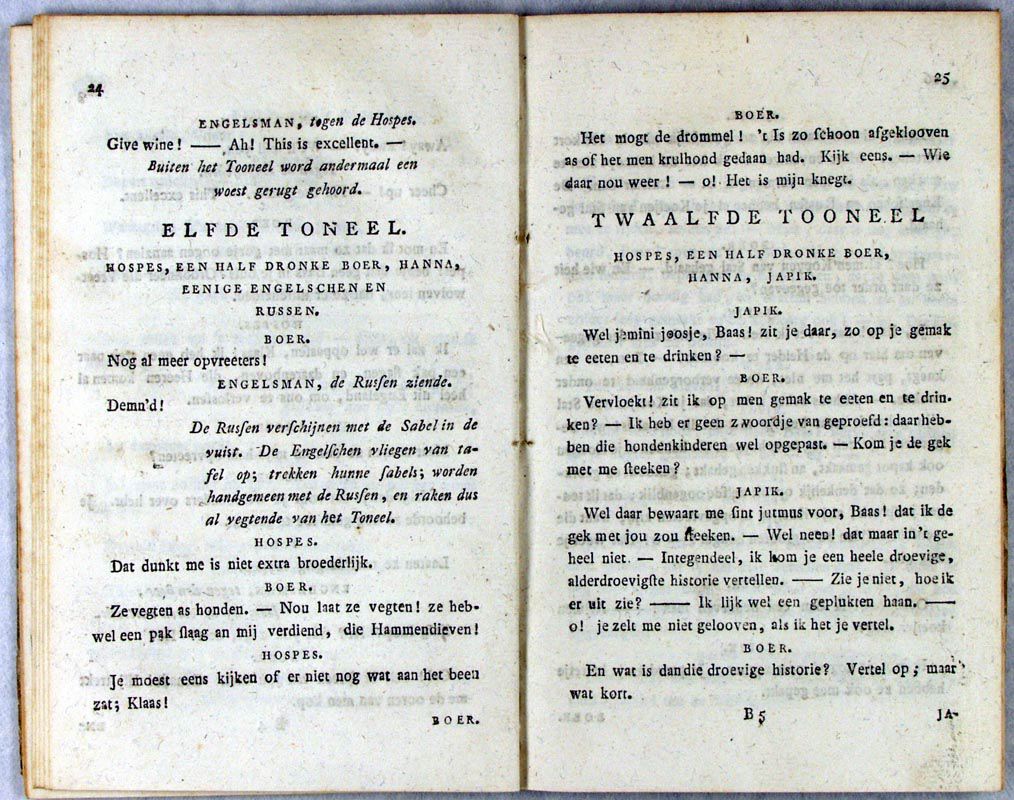 24
ENGELSMAN, tegen de Hospes.
Give wine! —— Ah! This is excellent. —
Buiten het Tooneel word andermaal een
woest gerugt gehoord.
ELFDE TONEEL.
HOSPES, EEN HALF DRONKE BOER, HANNA,
EENIGE ENGELSCHEN EN
RUSSEN.
BOER.
Nog al meer opvreeters!
ENGELSMAN, de Ruſſen ziende.
Demn'd!
De Ruſſen verſchijnen met de Sabel in de
vuist. De Engelſchen vliegen van ta-
fel op; trekken hunne ſabels; worden
handgemeen met de Ruſſen, en raken dus
al vegtende van het Toneel.
HOSPES.
Dat dunkt me is niet extra broederlijk.
BOER.
Ze vegten as honden. — Nou laat ze vegten! ze heb-
wel een pak ſlaag an mij verdiend, die Hammendieven!
HOSPES.
Je moest eens kijken of er niet nog wat aan het been
zat; Klaas!
BOER.
25
BOER.
Het mogt de drommel! 't Is zo ſchoon afgeklooven
as of het men krulhond gedaan had. Kijk eens. — Wie
daar nou weer! — o! Het is mijn knegt.
TWAALFDE TOONEEL
HOSPES, EEN HALF DRONKE BOER,
HANNA, JAPIK.
JAPIK.
Wel jemini joosje, Baas! zit je daar, zo op je gemak
te eeten en te drinken? —
BOER.
Vervloekt! zie ik op men gemak te eeten en te drin-
ken? — Ik heb er geen zwoordje van geproefd: daar heb-
ben die hondenkinderen wel opgepast. — Kom je de gek
met me ſteeken?
JAPIK.
Wel daar bewaart me ſint jutmus voor, Baas! dat ik de
gek met jou zou ſteeken. — Wel neen! dat maar in't ge-
heel niet. — Integendeel, ik kom je een heele droevige,
alderdroevigſte historie vertellen. —— Zie je niet, hoe ik
er uit zie? —— Ik lijk wel een geplukten haan. ——
o! je zelt me niet gelooven, als ik het je vertel.
BOER.
En wat is dan die droevige historie? Vertel op; maar
wat kort.
B 5
JA-